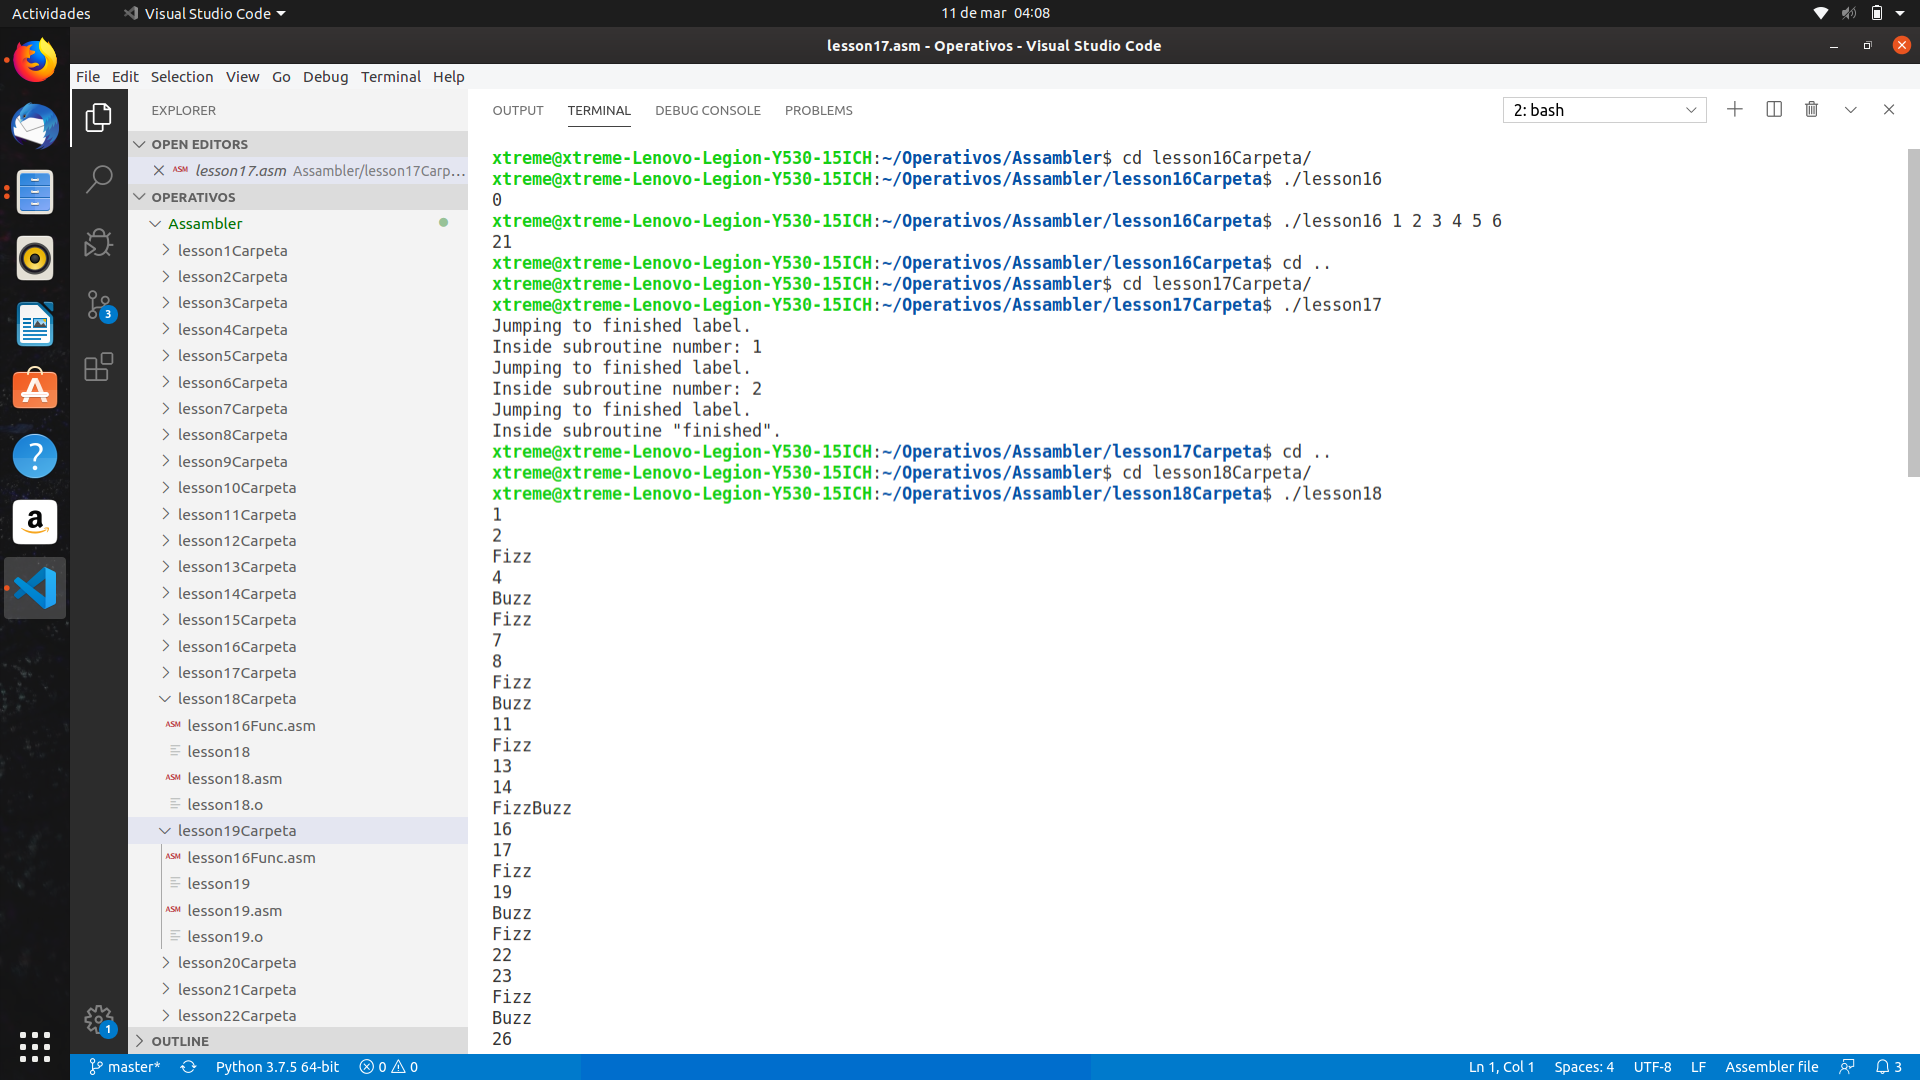 Actividades
Visual Studio Code
11 de mar 04:08
lesson17.asm - Operativos - Visual Studio Code
File Edit Selection View Go Debug Terminal Help
EXPLORER
OPEN EDITORS
ASM lesson17.asm Assambler/lesson17Carp...
OPERATIVOS
Assambler
lesson1Carpeta
lesson2Carpeta
lesson3Carpeta
lesson4Carpeta
lesson5Carpeta
lesson6Carpeta
lesson7Carpeta
lesson8Carpeta
lesson9Carpeta
lesson10Carpeta
lesson11Carpeta
lesson12Carpeta
lesson13Carpeta
lesson14Carpeta
lesson15Carpeta
lesson16Carpeta
lesson17Carpeta
lesson18Carpeta
ASM lesson16Func.asm
lesson18
ASM lesson18.asm
lesson18.o
lesson19Carpeta
ASM lesson16Func.asm
lesson19
ASM lesson19.asm
lesson19.o
lesson20Carpeta
lesson21Carpeta
lesson22Carpeta
OUTLINE
3
1
OUTPUT TERMINAL DEBUG CONSOLE PROBLEMS
2: bash
xtreme@xtreme-Lenovo-Legion-Y530-15ICH:~/Operativos/Assambler$ cd lesson16Carpeta/
xtreme@xtreme-Lenovo-Legion-Y530-15ICH:~/Operativos/Assambler/lesson16Carpeta$ ./lesson16
0
xtreme@xtreme-Lenovo-Legion-Y530-15ICH:~/Operativos/Assambler/lesson16Carpeta$ ./lesson16 1 2 3 4 5 6
21
xtreme@xtreme-Lenovo-Legion-Y530-15ICH:~/Operativos/Assambler/lesson16Carpeta$ cd ..
xtreme@xtreme-Lenovo-Legion-Y530-15ICH:~/Operativos/Assambler$ cd lesson17Carpeta/
xtreme@xtreme-Lenovo-Legion-Y530-15ICH:~/Operativos/Assambler/lesson17Carpeta$ ./lesson17
Jumping to finished label.
Inside subroutine number: 1
Jumping to finished label.
Inside subroutine number: 2
Jumping to finished label.
Inside subroutine "finished".
xtreme@xtreme-Lenovo-Legion-Y530-15ICH:~/Operativos/Assambler/lesson17Carpeta$ cd ..
xtreme@xtreme-Lenovo-Legion-Y530-15ICH:~/Operativos/Assambler$ cd lesson18Carpeta/
xtreme@xtreme-Lenovo-Legion-Y530-15ICH:~/Operativos/Assambler/lesson18Carpeta$ ./lesson18
1
2
Fizz
4
Buzz
Fizz
7
8
Fizz
Buzz
11
Fizz
13
14
FizzBuzz
16
17
Fizz
19
Buzz
Fizz
22
23
Fizz
Buzz
26
master* Python 3.7.5 64-bit 0 0 Ln 1, Col 1 Spaces: 4 UTF-8 LF Assembler file 3